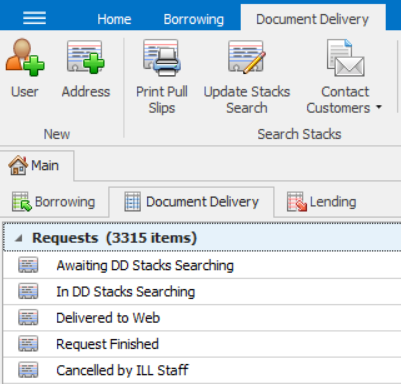 Home Borrowing Document Delivery
User Address Print Pull Slips Update Stacks Search Contact Customers
New Search Stacks
Main
Borrowing Document Delivery Lending
Requests (3315 items)
Awaiting DD Stacks Searching
In DD Stacks Searching
Delivered to Web
Request Finished
Cancelled by ILL Staff